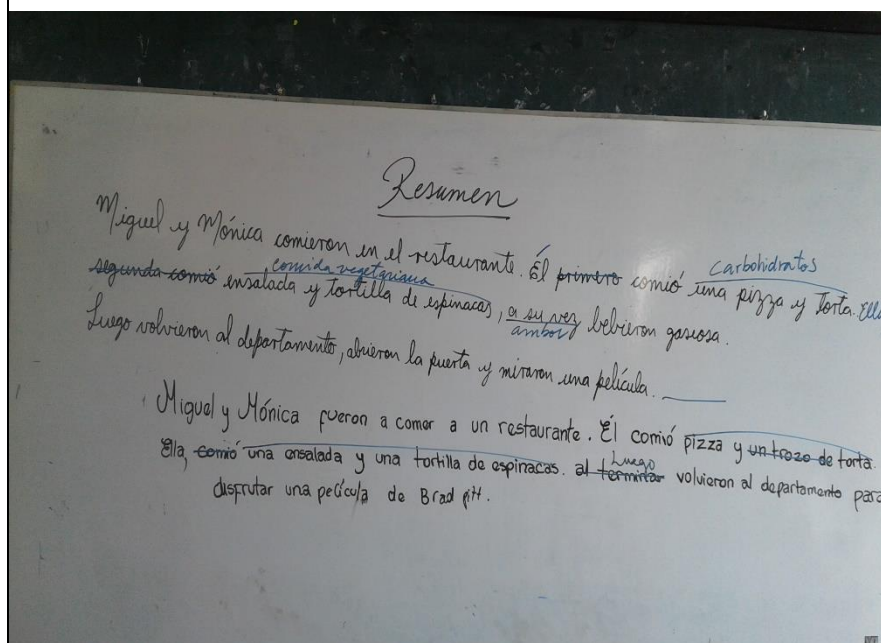 Resumen
Miguel y Mónica comieron en el restaurante. Él primero comió una pizza y torta. Ella
carbohidratos
segunda comió ensalada y tortilla de espinacas, a su vez bebieron gaseosa.
comida vegetariana
ambos
Luego volvieron al departamento, abrieron la puerta y miraron una película.
Miguel y Mónica fueron a comer a un restaurante. Él comió pizza y un trozo de torta.
Ella, comió una ensalada y una tortilla de espinacas. al terminar volvieron al departamento para
Luego
disfrutar una película de Brad pitt.